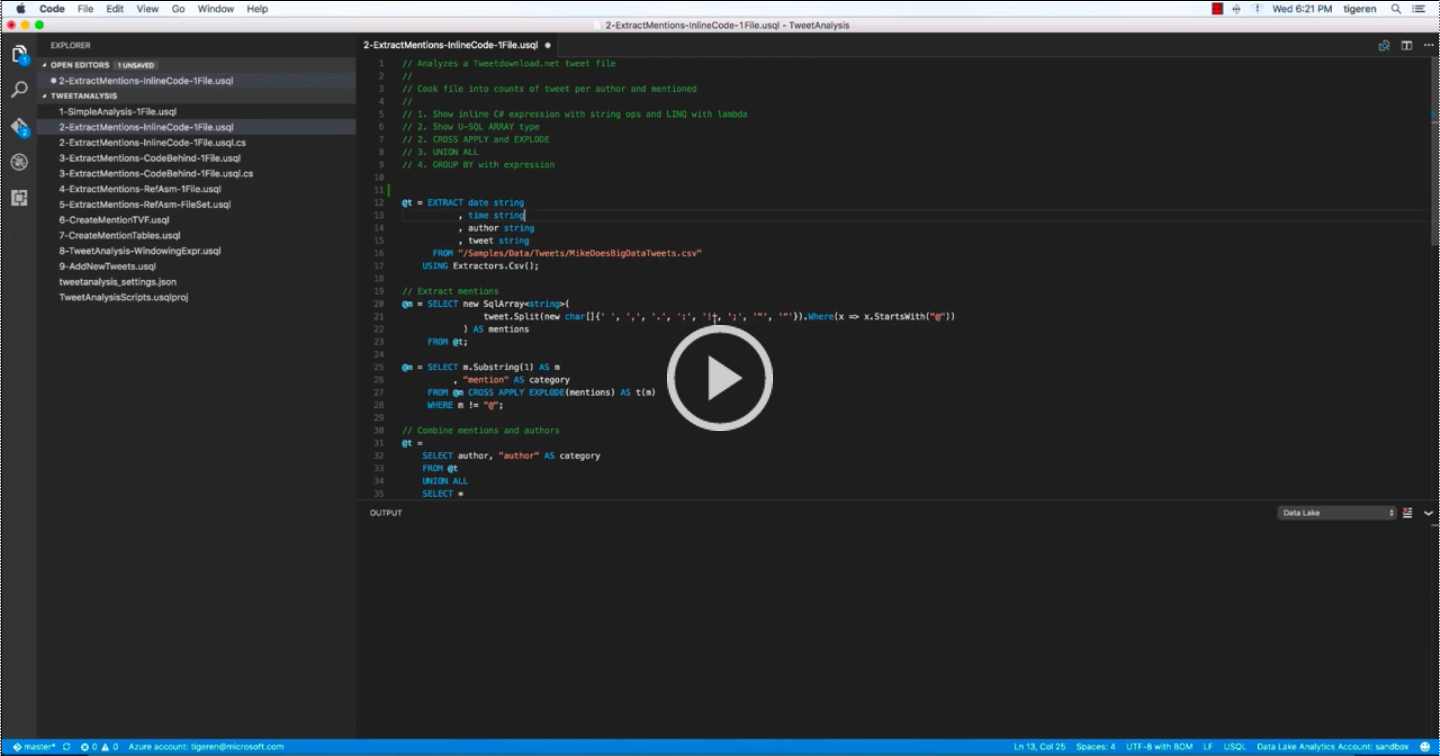 Code File Edit View Go Window Help Wed 6:21 PM tigeren
2-ExtractMentions-InlineCode-1File.usql - TweetAnalysis
EXPLORER
OPEN EDITORS 1 UNSAVED
2-ExtractMentions-InlineCode-1File.usql
TWEETANALYSIS
1-SimpleAnalysis-1File.usql
2-ExtractMentions-InlineCode-1File.usql
2-ExtractMentions-InlineCode-1File.usql.cs
3-ExtractMentions-CodeBehind-1File.usql
3-ExtractMentions-CodeBehind-1File.usql.cs
4-ExtractMentions-RefAsm-1File.usql
5-ExtractMentions-RefAsm-FileSet.usql
6-CreateMentionTVF.usql
7-CreateMentionTables.usql
8-TweetAnalysis-WindowingExpr.usql
9-AddNewTweets.usql
tweetanalysis_settings.json
TweetAnalysisScripts.usqlproj
1
2
2-ExtractMentions-InlineCode-1File.usql
1 // Analyzes a Tweetdownload.net tweet file
2 //
3 // Cook file into counts of tweet per author and mentioned
4 //
5 // 1. Show inline C# expression with string ops and LINQ with lambda
6 // 2. Show U-SQL ARRAY type
7 // 2. CROSS APPLY and EXPLODE
8 // 3. UNION ALL
9 // 4. GROUP BY with expression
10
11
12 @t = EXTRACT date string
13 , time string
14 , author string
15 , tweet string
16 FROM "/Samples/Data/Tweets/MikeDoesBigDataTweets.csv"
17 USING Extractors.Csv();
18
19 // Extract mentions
20 @m = SELECT new SqlArray<string>(
21 tweet.Split(new char[]{' ', ',', '.', ':', '!', ';', '"', '“'}).Where(x => x.StartsWith("@"))
22 ) AS mentions
23 FROM @t;
24
25 @m = SELECT m.Substring(1) AS m
26 , "mention" AS category
27 FROM @m CROSS APPLY EXPLODE(mentions) AS t(m)
28 WHERE m != "@";
29
30 // Combine mentions and authors
31 @t =
32 SELECT author, "author" AS category
33 FROM @t
34 UNION ALL
35 SELECT *
OUTPUT Data Lake
master* 0 0 Azure account: tigeren@microsoft.com Ln 13, Col 25 Spaces: 4 UTF-8 with BOM LF USQL Data Lake Analytics Account: sandbox